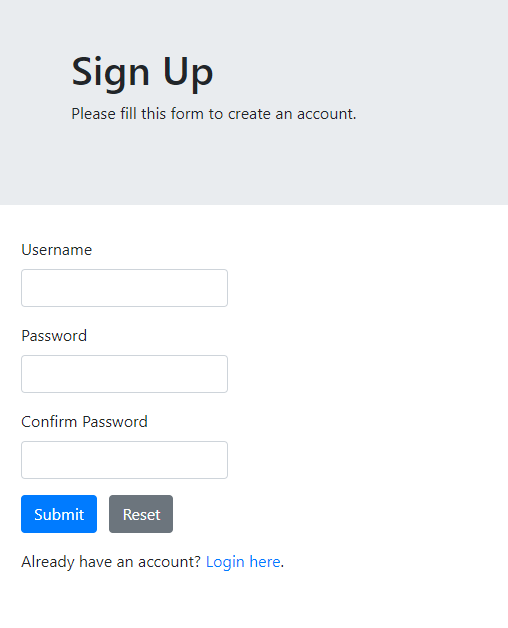 Sign Up
Please fill this form to create an account.
Username
Password
Confirm Password
Submit Reset
Already have an account? Login here.